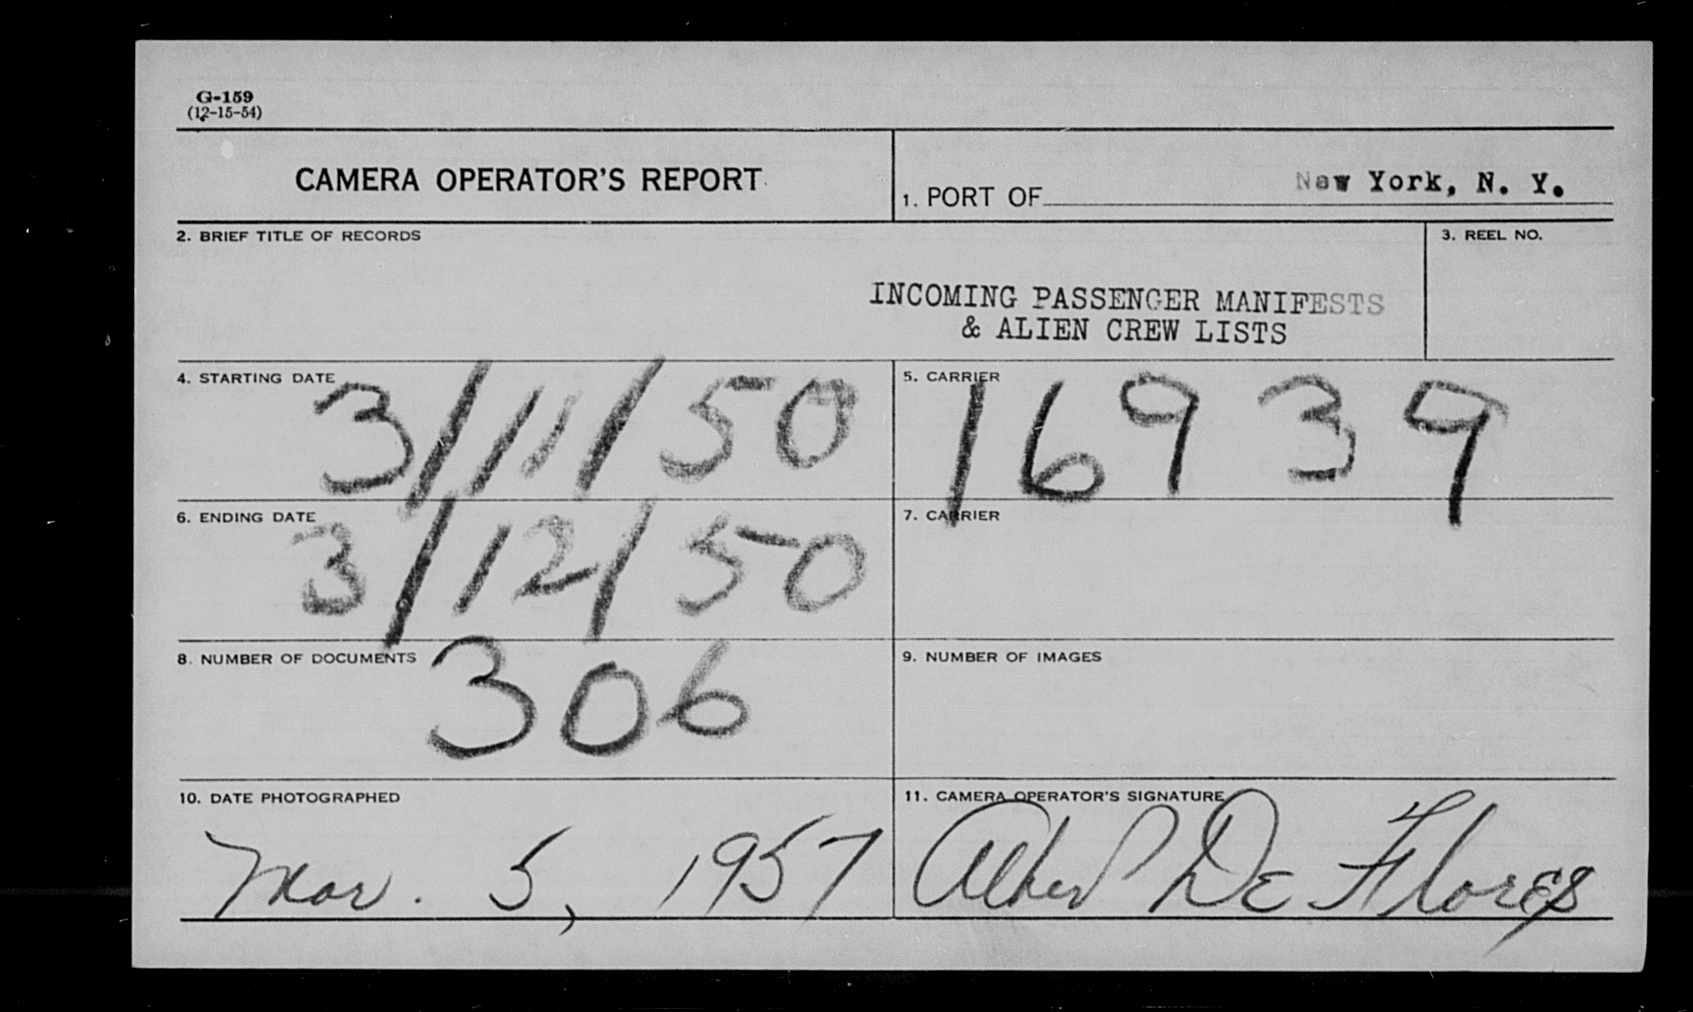 G-159
(12-15-54)
CAMERA OPERATOR'S REPORT
1. PORT OF New York, N. Y.
2. BRIEF TITLE OF RECORDS
INCOMING PASSENGER MANIFESTS
& ALIEN CREW LISTS
3. REEL NO.
4. STARTING DATE
3/11/50
5. CARRIER
16939
6. ENDING DATE
3/12/50
7. CARRIER
8. NUMBER OF DOCUMENTS
306
9. NUMBER OF IMAGES
10. DATE PHOTOGRAPHED
Mar. 5, 1957
11. CAMERA OPERATOR'S SIGNATURE
Albert De Flores